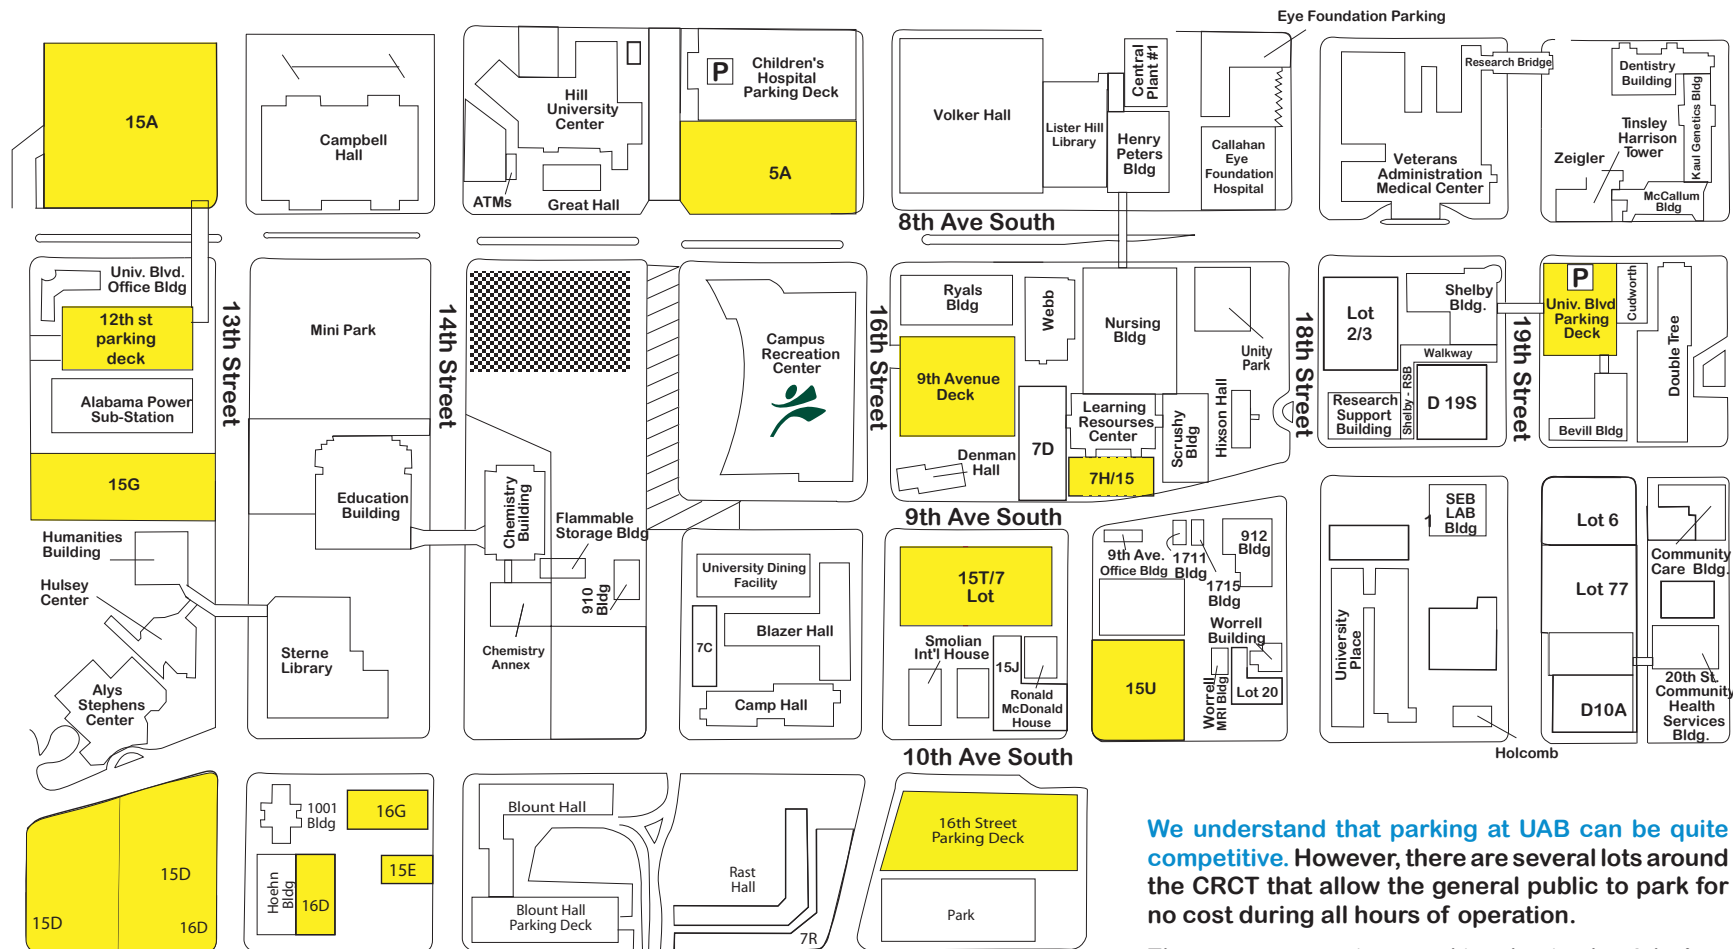 Eye Foundation Parking
15A
Campbell
Hall
Hill
University
Center
ATMs
Great Hall
P
Children's
Hospital
Parking Deck
5A
Volker Hall
Lister Hill
Library
Central
Plant #1
Henry
Peters
Bldg
Callahan
Eye
Foundation
Hospital
Veterans
Administration
Medical Center
Research Bridge
Dentistry
Building
Kaul Genetics Bldg
Tinsley
Harrison
Tower
Zeigler
McCallum
Bldg
8th Ave South
Univ. Blvd.
Office Bldg
12th st
parking
deck
Alabama Power
Sub-Station
15G
13th Street
Mini Park
14th Street
Campus
Recreation
Center
16th Street
Ryals
Bldg
Webb
Nursing
Bldg
Unity
Park
9th Avenue
Deck
Denman
Hall
7D
Learning
Resourses
Center
7H/15
Scrushy
Bldg
Hixson Hall
18th Street
Lot
2/3
Shelby
Bldg.
Walkway
Research
Support
Building
Shelby - RSB
D 19S
19th Street
P
Univ. Blvd
Parking
Deck
Cudworth
Double Tree
Bevill Bldg
9th Ave South
Humanities
Building
Hulsey
Center
Alys
Stephens
Center
Education
Building
Sterne
Library
Chemistry
Building
Flammable
Storage Bldg
910
Bldg
Chemistry
Annex
University Dining
Facility
7C
Blazer Hall
Camp Hall
15T/7
Lot
Smolian
Int'l House
15J
Ronald
McDonald
House
9th Ave.
Office Bldg
1711
Bldg
1715
Bldg
912
Bldg
Worrell
Building
15U
Worrell
MRI Bldg
Lot 20
SEB
LAB
Bldg
1
University
Place
Holcomb
Lot 6
Lot 77
D10A
Community
Care Bldg.
20th St.
Community
Health
Services
Bldg.
10th Ave South
15D
15D
16D
1001
Bldg
16G
15E
Hoehn
Bldg
16D
Blount Hall
Blount Hall
Parking Deck
Rast
Hall
7R
16th Street
Parking Deck
Park
We understand that parking at UAB can be quite
competitive. However, there are several lots around
the CRCT that allow the general public to park for
no cost during all hours of operation.